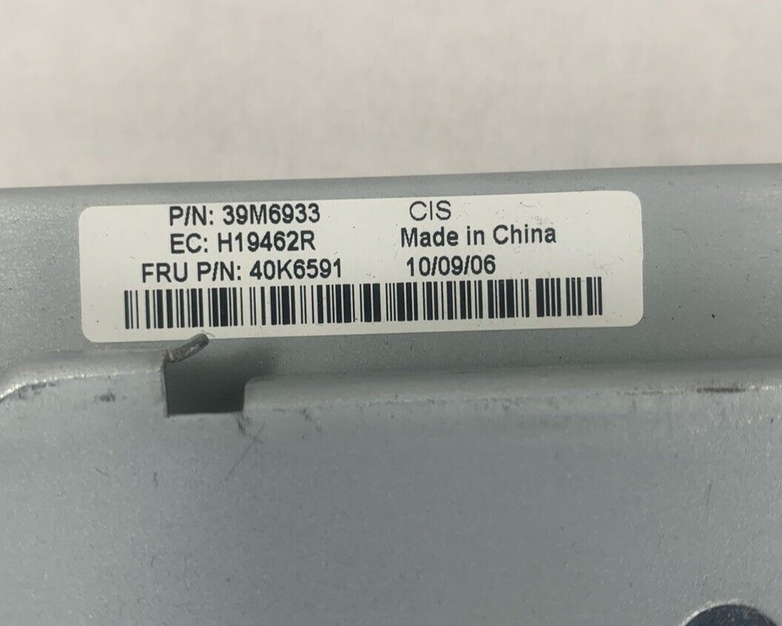 P/N: 39M6933 CIS
EC: H19462R Made in China
FRU P/N: 40K6591 10/09/06